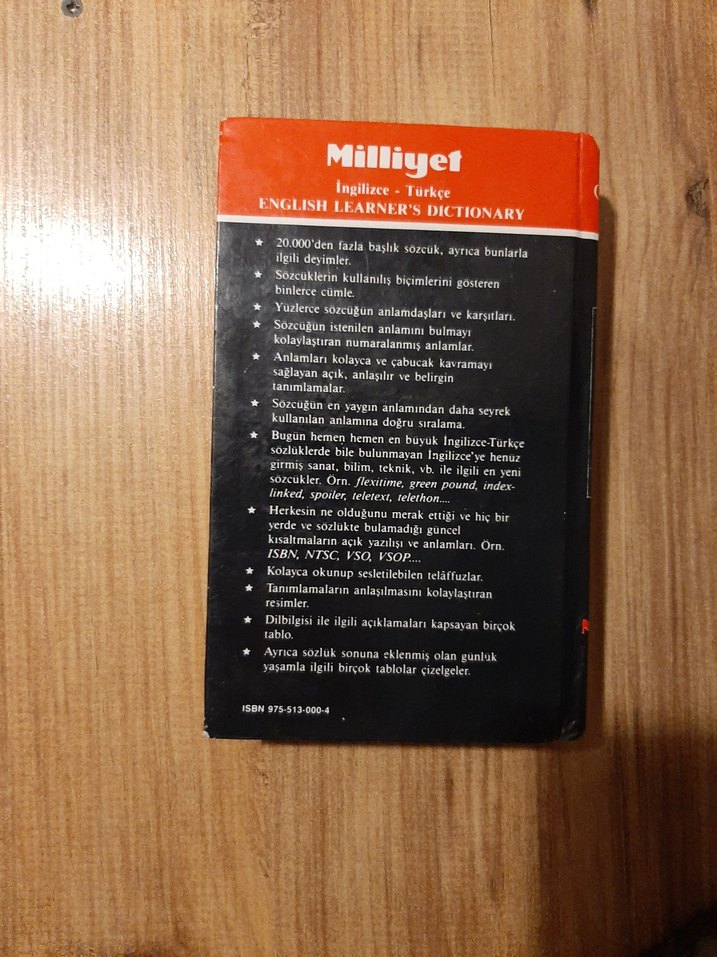 Milliyet
İngilizce - Türkçe
ENGLISH LEARNER'S DICTIONARY
★ 20.000'den fazla başlık sözcük, ayrıca bunlarla
ilgili deyimler.
★ Sözcüklerin kullanılış biçimlerini gösteren
binlerce cümle.
★ Yüzlerce sözcüğün anlamdaşları ve karşıtları.
★ Sözcüğün istenilen anlamını bulmayı
kolaylaştıran numaralanmış anlamlar.
★ Anlamları kolayca ve çabucak kavramayı
sağlayan açık, anlaşılır ve belirgin
tanımlamalar.
★ Sözcüğün en yaygın anlamından daha seyrek
kullanılan anlamına doğru sıralama.
★ Bugün hemen hemen en büyük İngilizce-Türkçe
sözlüklerde bile bulunmayan İngilizce'ye henüz
girmiş sanat, bilim, teknik, vb. ile ilgili en yeni
sözcükler. Örn. flexitime, green pound, index-
linked, spoiler, teletext, telethon....
★ Herkesin ne olduğunu merak ettiği ve hiç bir
yerde ve sözlükte bulamadığı güncel
kısaltmaların açık yazılışı ve anlamları. Örn.
ISBN, NTSC, VSO, VSOP....
★ Kolayca okunup sesletilebilen telâffuzlar.
★ Tanımlamaların anlaşılmasını kolaylaştıran
resimler.
★ Dilbilgisi ile ilgili açıklamaları kapsayan birçok
tablo.
★ Ayrıca sözlük sonuna eklenmiş olan günlük
yaşamla ilgili birçok tablolar çizelgeler.
ISBN 975-513-000-4